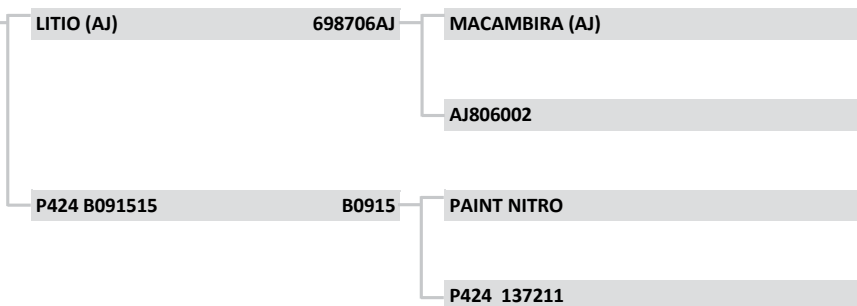 LITIO (AJ) 698706AJ MACAMBIRA (AJ)
AJ806002
P424 B091515 B0915 PAINT NITRO
P424 137211